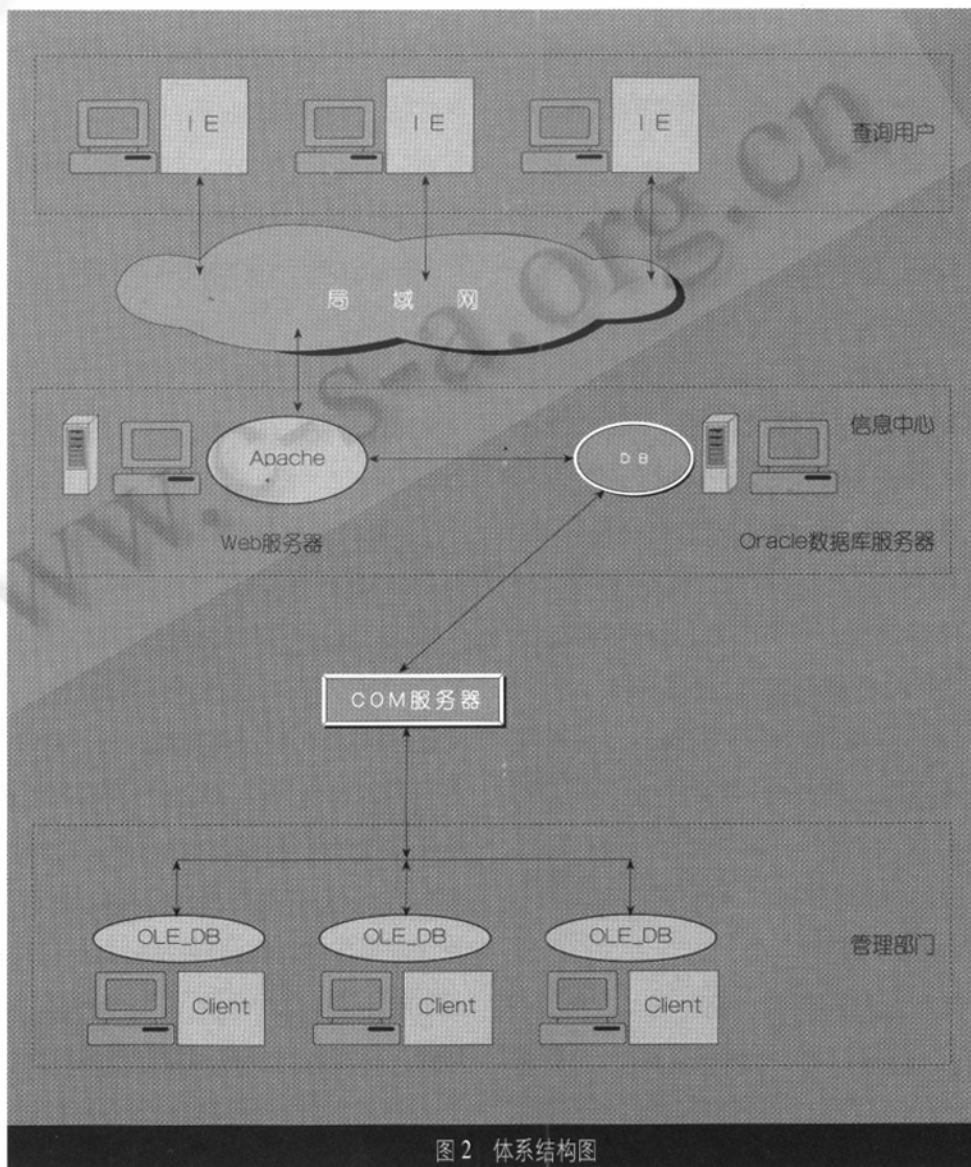 IE IE IE
查询用户
局域网
信息中心
Apache
DB
Web服务器
Oracle数据库服务器
COM服务器
OLE_DB OLE_DB OLE_DB
管理部门
Client Client Client
图2 体系结构图